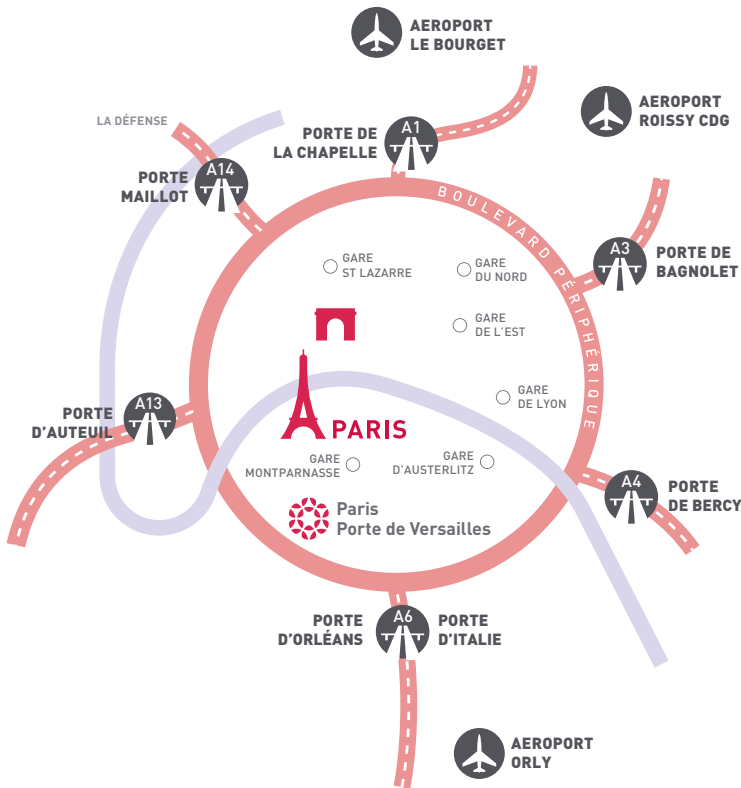 AEROPORT
LE BOURGET
AEROPORT
ROISSY CDG
LA DÉFENSE
PORTE DE
LA CHAPELLE
A1
A14
PORTE
MAILLOT
BOULEVARD PÉRIPHÉRIQUE
A3
PORTE DE
BAGNOLET
GARE
ST LAZARRE
GARE
DU NORD
GARE
DE L'EST
GARE
DE LYON
A13
PORTE
D'AUTEUIL
PARIS
GARE
MONTPARNASSE
GARE
D'AUSTERLITZ
A4
PORTE
DE BERCY
Paris
Porte de Versailles
PORTE
D'ORLÉANS
A6
PORTE
D'ITALIE
AEROPORT
ORLY